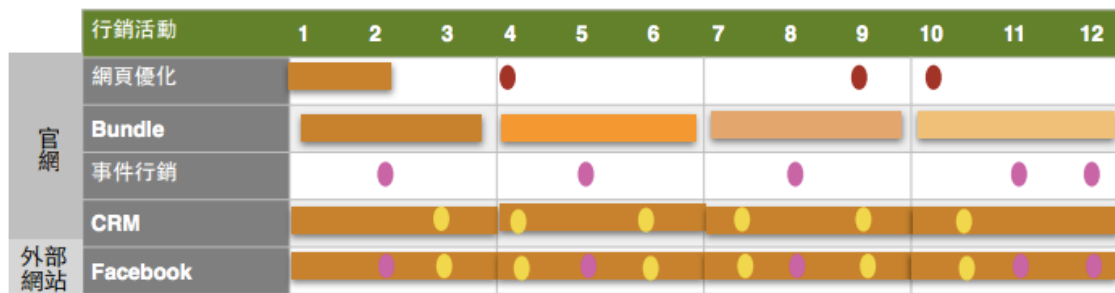 行銷活動 1 2 3 4 5 6 7 8 9 10 11 12
官網
網頁優化
Bundle
事件行銷
CRM
外部
網站
Facebook